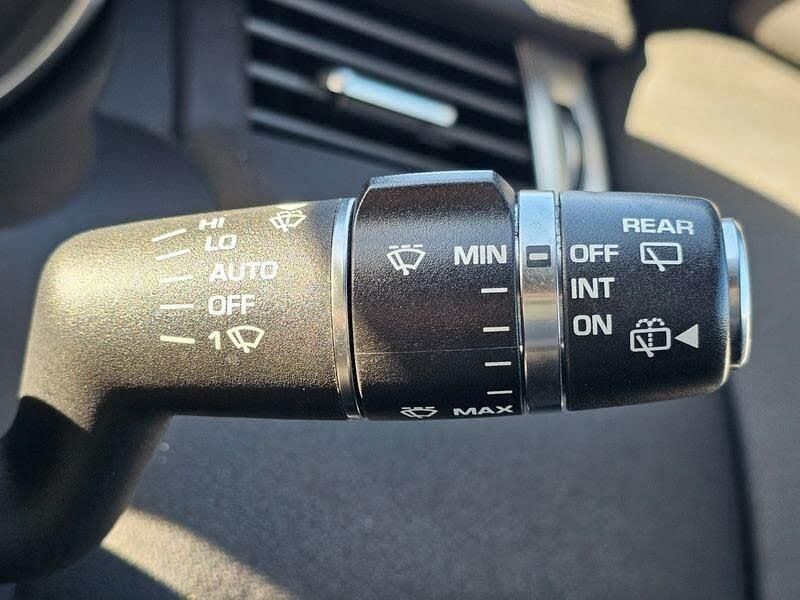 HI
LO
AUTO
OFF
1
MIN
MAX
REAR
OFF
INT
ON